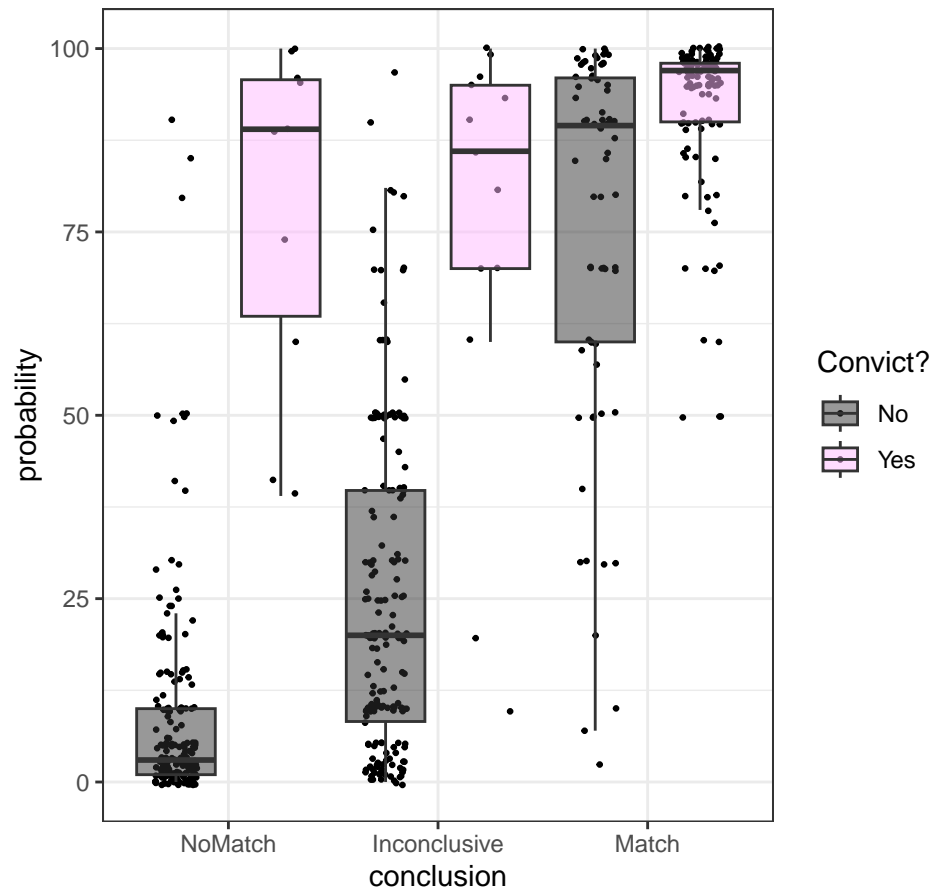 100
75
50
25
0
probability
NoMatch
Inconclusive
Match
conclusion
Convict?
No
Yes